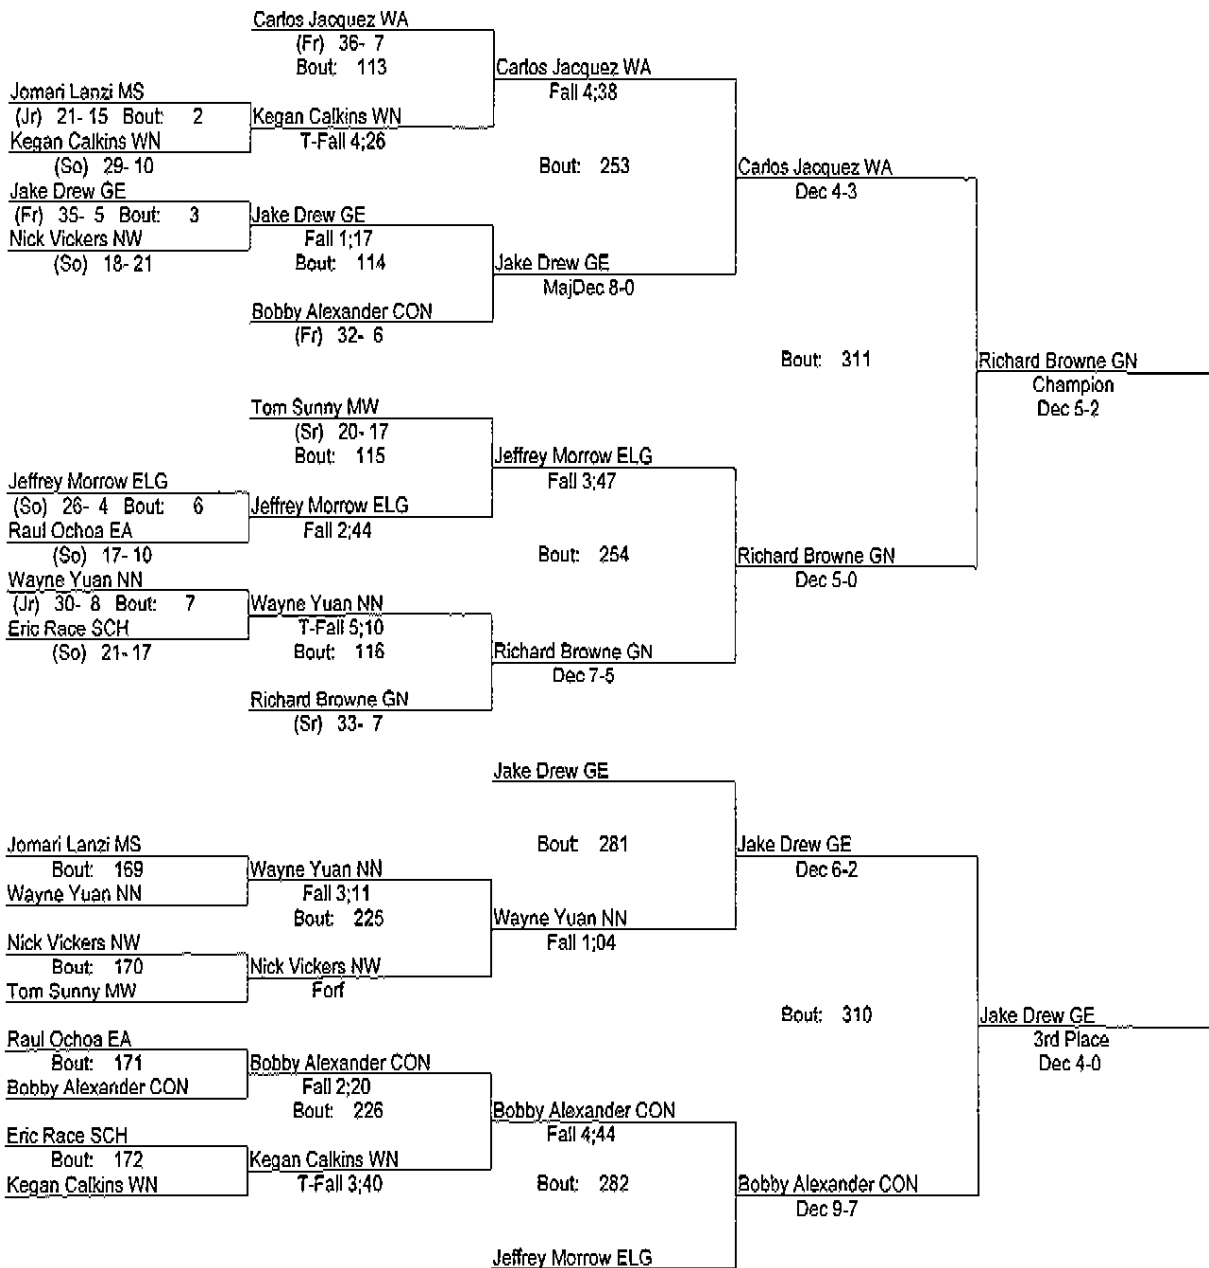 Carlos Jacquez WA
(Fr) 36- 7
Bout: 113
Carlos Jacquez WA
Fall 4;38
Jomari Lanzi MS
(Jr) 21- 15 Bout: 2
Kegan Calkins WN
T-Fall 4;26
Kegan Calkins WN
(So) 29- 10
Bout: 253
Carlos Jacquez WA
Dec 4-3
Jake Drew GE
(Fr) 35- 5 Bout: 3
Jake Drew GE
Fall 1;17
Nick Vickers NW
(So) 18- 21
Bout: 114
Jake Drew GE
MajDec 8-0
Bobby Alexander CON
(Fr) 32- 6
Bout: 311
Richard Browne GN
Champion
Dec 5-2
Tom Sunny MW
(Sr) 20- 17
Bout: 115
Jeffrey Morrow ELG
Fall 3;47
Jeffrey Morrow ELG
(So) 26- 4 Bout: 6
Jeffrey Morrow ELG
Fall 2;44
Raul Ochoa EA
(So) 17- 10
Bout: 254
Richard Browne GN
Dec 5-0
Wayne Yuan NN
(Jr) 30- 8 Bout: 7
Wayne Yuan NN
T-Fall 5;10
Eric Race SCH
(So) 21- 17
Bout: 116
Richard Browne GN
Dec 7-5
Richard Browne GN
(Sr) 33- 7
Jake Drew GE
Bout: 281
Jake Drew GE
Dec 6-2
Jomari Lanzi MS
Bout: 169
Wayne Yuan NN
Wayne Yuan NN
Fall 3;11
Bout: 225
Wayne Yuan NN
Fall 1;04
Nick Vickers NW
Bout: 170
Tom Sunny MW
Nick Vickers NW
Forf
Bout: 310
Jake Drew GE
3rd Place
Dec 4-0
Raul Ochoa EA
Bout: 171
Bobby Alexander CON
Bobby Alexander CON
Fall 2;20
Bout: 226
Bobby Alexander CON
Fall 4;44
Eric Race SCH
Bout: 172
Kegan Calkins WN
Kegan Calkins WN
T-Fall 3;40
Bout: 282
Bobby Alexander CON
Dec 9-7
Jeffrey Morrow ELG